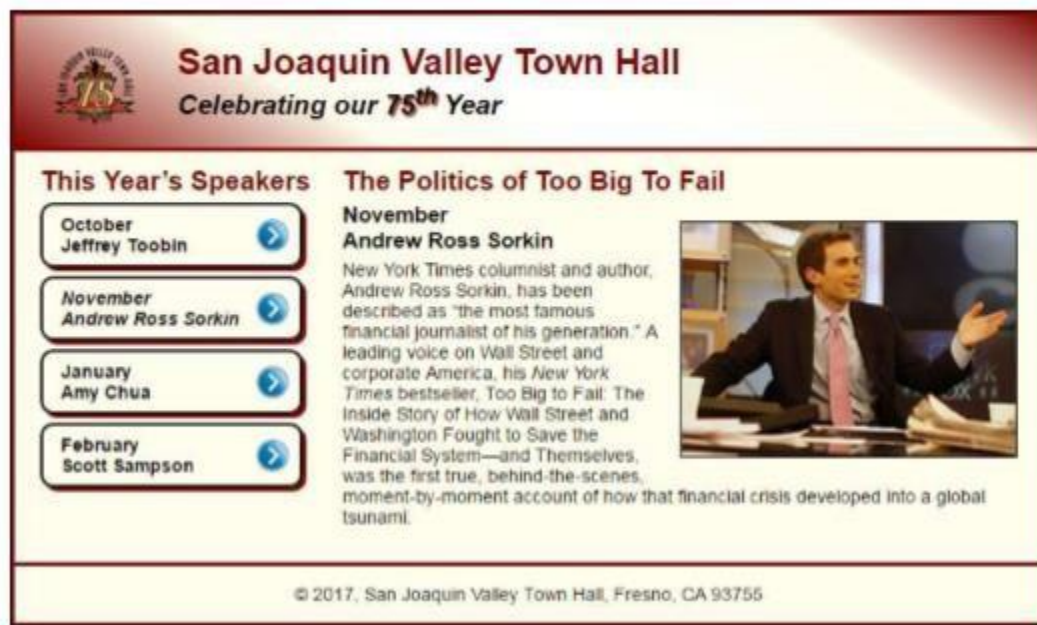 San Joaquin Valley Town Hall
Celebrating our 75th Year
75
This Year's Speakers
October
Jeffrey Toobin
November
Andrew Ross Sorkin
January
Amy Chua
February
Scott Sampson
The Politics of Too Big To Fail
November
Andrew Ross Sorkin
New York Times columnist and author,
Andrew Ross Sorkin, has been
described as "the most famous
financial journalist of his generation." A
leading voice on Wall Street and
corporate America, his New York
Times bestseller, Too Big to Fail: The
Inside Story of How Wall Street and
Washington Fought to Save the
Financial System—and Themselves,
was the first true, behind-the-scenes,
moment-by-moment account of how that financial crisis developed into a global
tsunami.
© 2017, San Joaquin Valley Town Hall, Fresno, CA 93755